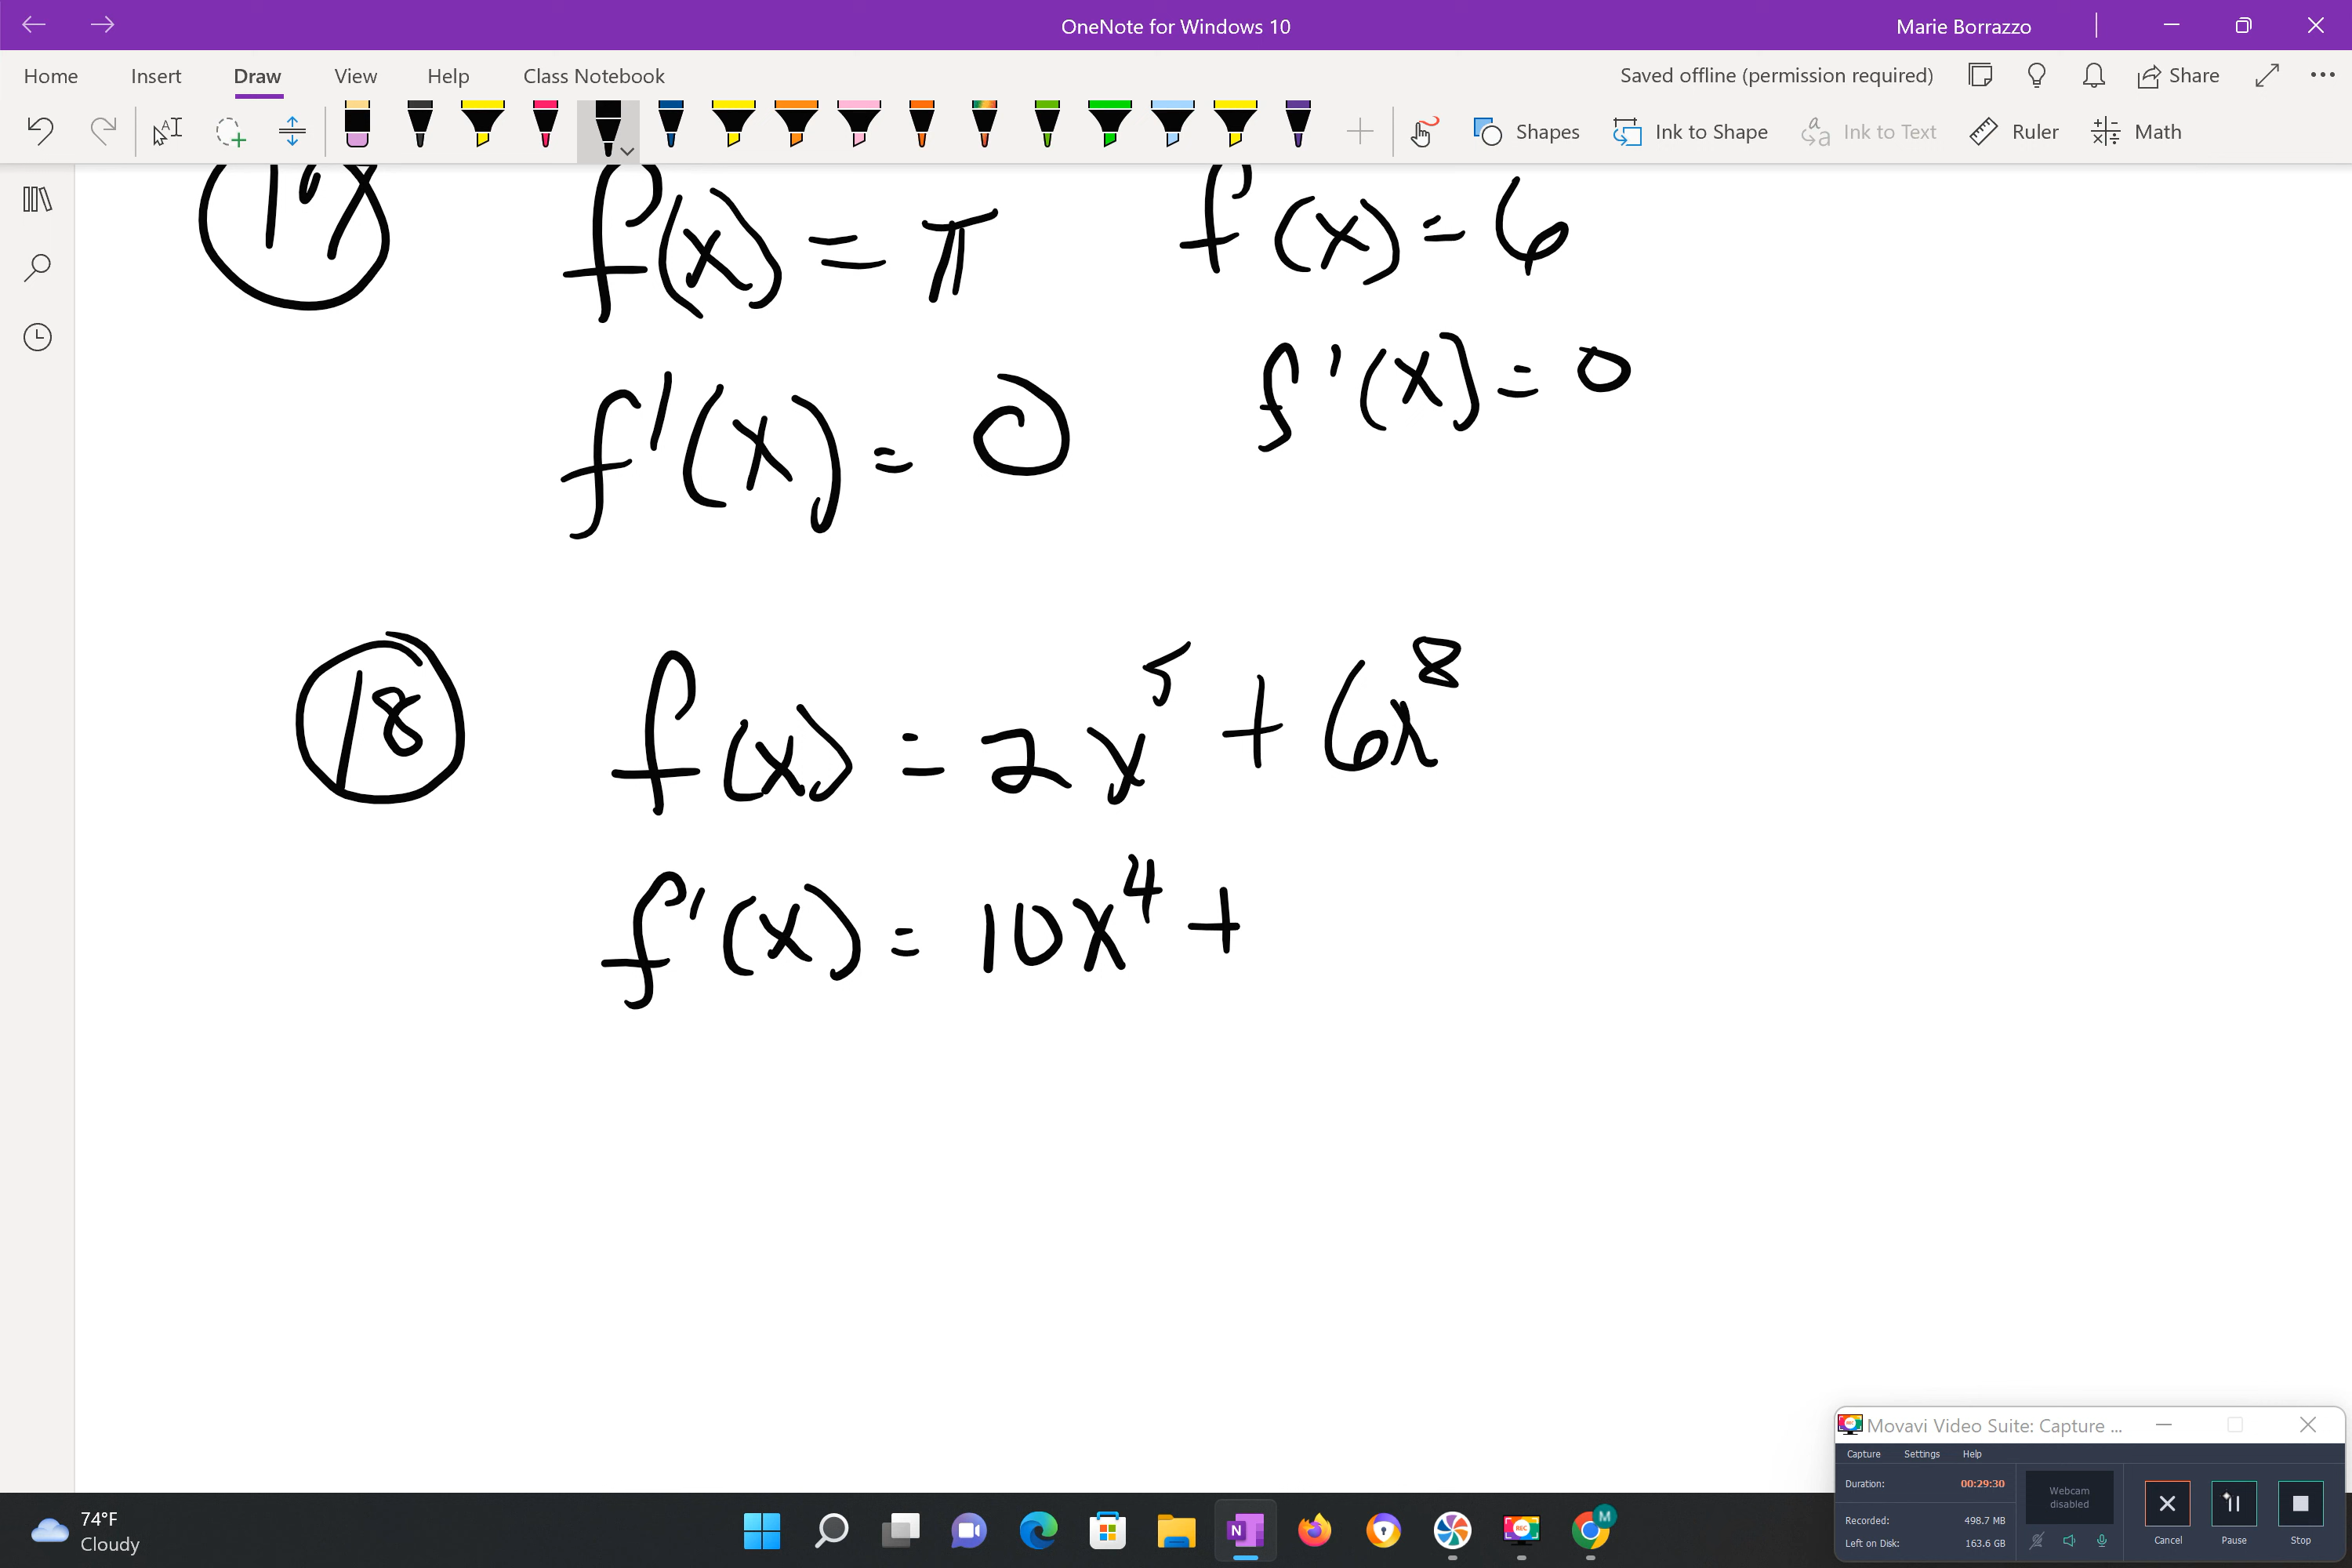 OneNote for Windows 10 Marie Borrazzo
Home Insert Draw View Help Class Notebook Saved offline (permission required) Share
Shapes Ink to Shape Ink to Text Ruler Math
f(x) = π f(x) = 6
f'(x) = 0 f'(x) = 0
18 f(x) = 2x⁵ + 6x⁸
f'(x) = 10x⁴ +
Movavi Video Suite: Capture ...
Capture Settings Help
Duration: 00:29:30
Webcam disabled
Recorded: 498.7 MB
Left on Disk: 163.6 GB
Cancel Pause Stop
74°F
Cloudy